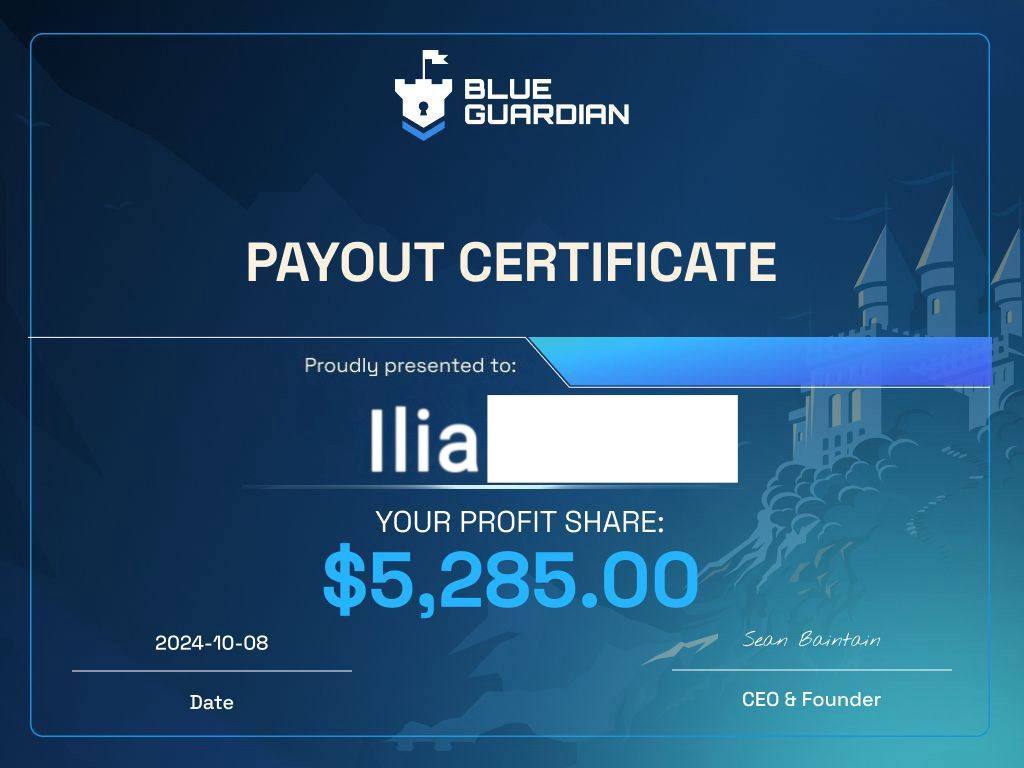 BLUE
GUARDIAN
PAYOUT CERTIFICATE
Proudly presented to:
Ilia
YOUR PROFIT SHARE:
$5,285.00
2024-10-08
Sean Baintain
Date
CEO & Founder